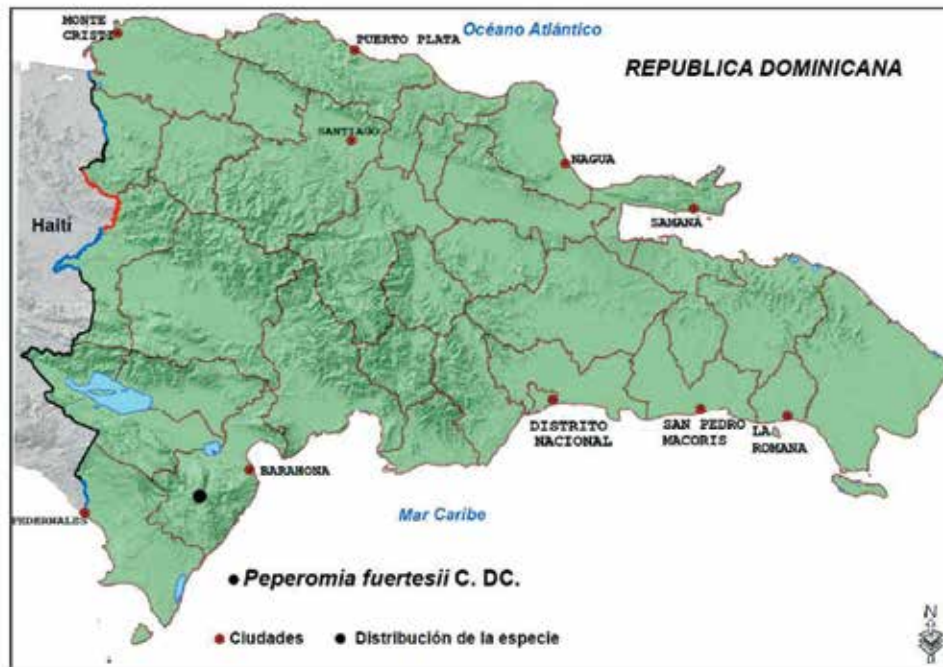 MONTE
CRISTI
PUERTO PLATA
Océano Atlántico
REPUBLICA DOMINICANA
SANTIAGO
NAGUA
SAMANA
Haití
DISTRITO
NACIONAL
SAN PEDRO
MACORIS
LA
ROMANA
BARAHONA
PEDERNALES
Mar Caribe
Peperomia fuertesii C. DC.
Ciudades
Distribución de la especie
N